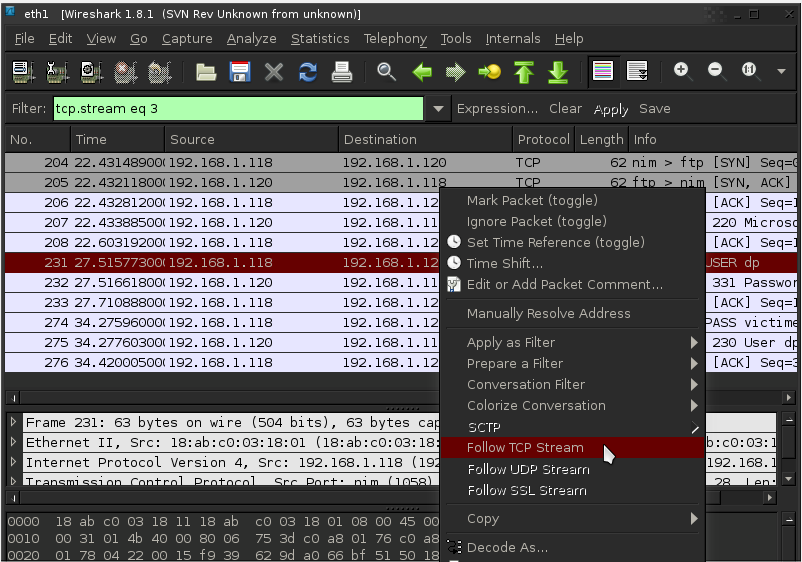 eth1 [Wireshark 1.8.1 (SVN Rev Unknown from unknown)]
File Edit View Go Capture Analyze Statistics Telephony Tools Internals Help
Filter: tcp.stream eq 3 Expression... Clear Apply Save
No. Time Source Destination Protocol Length Info
204 22.431489000 192.168.1.118 192.168.1.120 TCP 62 nim > ftp [SYN] Seq=
205 22.432118000 192.168.1.120 192.168.1.118 TCP 62 ftp > nim [SYN, ACK]
206 22.432812000 192.168.1.118 192.168.1.12 [ACK] Seq=1
207 22.433885000 192.168.1.120 192.168.1.11 220 Microso
208 22.603192000 192.168.1.118 192.168.1.12 [ACK] Seq=1
231 27.515773000 192.168.1.118 192.168.1.12 USER dp
232 27.516618000 192.168.1.120 192.168.1.11 331 Passwor
233 27.710888000 192.168.1.118 192.168.1.12 [ACK] Seq=1
274 34.275960000 192.168.1.118 192.168.1.12 PASS victime
275 34.277603000 192.168.1.120 192.168.1.11 230 User dp
276 34.420005000 192.168.1.118 192.168.1.12 [ACK] Seq=3
Mark Packet (toggle)
Ignore Packet (toggle)
Set Time Reference (toggle)
Time Shift...
Edit or Add Packet Comment...
Manually Resolve Address
Apply as Filter
Prepare a Filter
Conversation Filter
Colorize Conversation
SCTP
Follow TCP Stream
Follow UDP Stream
Follow SSL Stream
Copy
Decode As...
Frame 231: 63 bytes on wire (504 bits), 63 bytes cap
Ethernet II, Src: 18:ab:c0:03:18:01 (18:ab:c0:03:18 b:c0:03:1
Internet Protocol Version 4, Src: 192.168.1.118 (192 192.168.
Transmission Control Protocol, Src Port: nim (1058) 28, Len:
0000 18 ab c0 03 18 11 18 ab c0 03 18 01 08 00 45 00
0010 00 31 01 4b 40 00 80 06 75 3d c0 a8 01 76 c0 a8
0020 01 78 04 22 00 15 f9 39 62 9d a0 66 bf 51 50 18